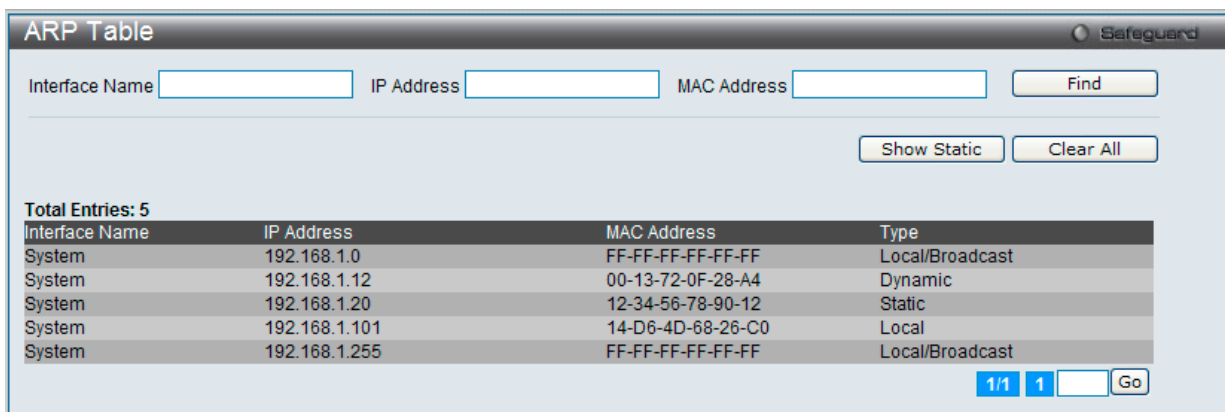 ARP Table Safeguard
Interface Name IP Address MAC Address Find
Show Static Clear All
Total Entries: 5
Interface Name IP Address MAC Address Type
System 192.168.1.0 FF-FF-FF-FF-FF-FF Local/Broadcast
System 192.168.1.12 00-13-72-0F-28-A4 Dynamic
System 192.168.1.20 12-34-56-78-90-12 Static
System 192.168.1.101 14-D6-4D-68-26-C0 Local
System 192.168.1.255 FF-FF-FF-FF-FF-FF Local/Broadcast
1/1 1 Go